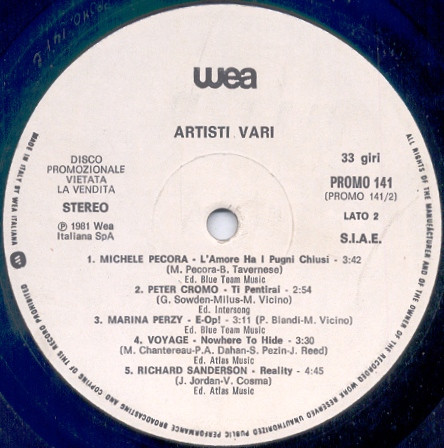 wea
ARTISTI VARI
DISCO
PROMOZIONALE
VIETATA
LA VENDITA
STEREO
℗ 1981 Wea
Italiana SpA
33 giri
PROMO 141
(PROMO 141/2)
LATO 2
S.I.A.E.
1. MICHELE PECORA - L'Amore Ha I Pugni Chiusi - 3:42
(M. Pecora-B. Tavernese)
Ed. Blue Team Music
2. PETER CROMO - Ti Pentirai - 2:54
(G. Sowden-Milus-M. Vicino)
Ed. Intersong
3. MARINA PERZY - E-Op! - 3:11 (P. Blandi-M. Vicino)
Ed. Blue Team Music
4. VOYAGE - Nowhere To Hide - 3:30
(M. Chantereau-P.A. Dahan-S. Pezin-J. Reed)
Ed. Atlas Music
5. RICHARD SANDERSON - Reality - 4:45
(J. Jordan-V. Cosma)
Ed. Atlas Music
MADE IN ITALY BY WEA ITALIANA
ALL RIGHTS OF THE MANUFACTURER AND OF THE OWNER OF THE RECORDED WORK RESERVED UNAUTHORIZED PUBLIC PERFORMANCE BROADCASTING AND COPYING OF THIS RECORD PROHIBITED